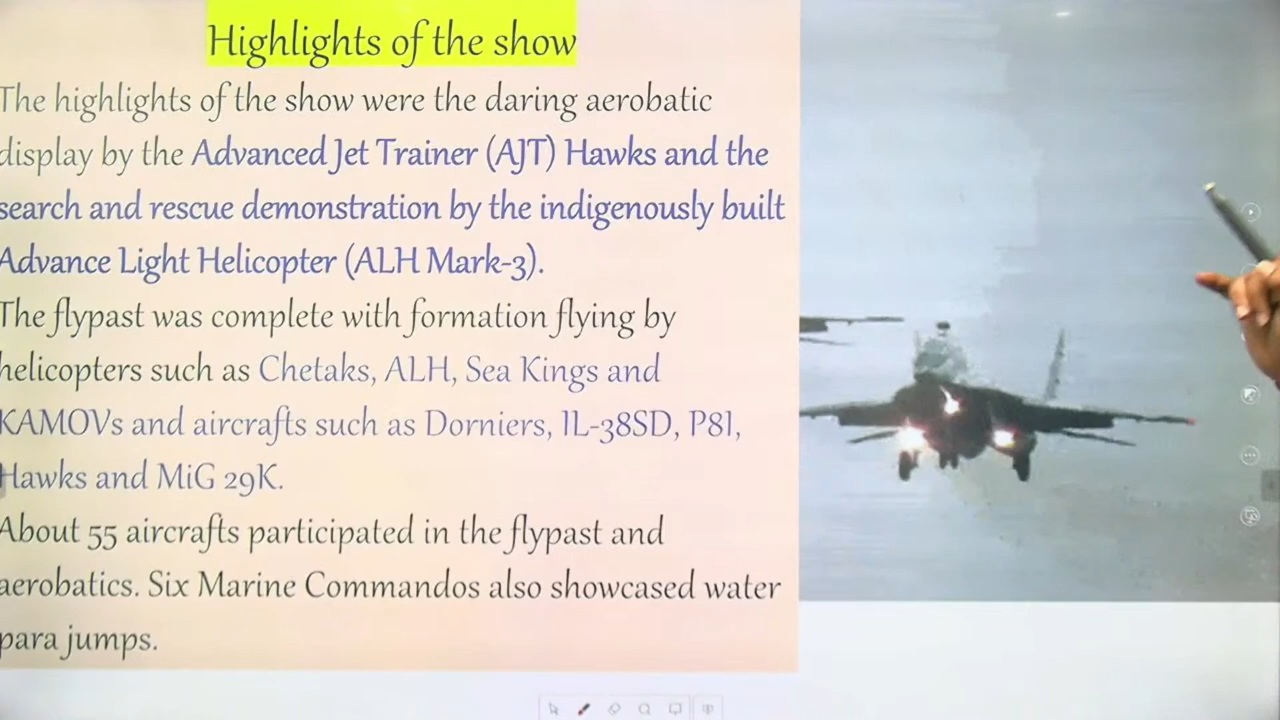 Highlights of the show
The highlights of the show were the daring aerobatic
display by the Advanced Jet Trainer (AJT) Hawks and the
search and rescue demonstration by the indigenously built
Advance Light Helicopter (ALH Mark-3).
The flypast was complete with formation flying by
helicopters such as Chetaks, ALH, Sea Kings and
KAMOVs and aircrafts such as Dorniers, IL-38SD, P8I,
Hawks and MiG 29K.
About 55 aircrafts participated in the flypast and
aerobatics. Six Marine Commandos also showcased water
para jumps.